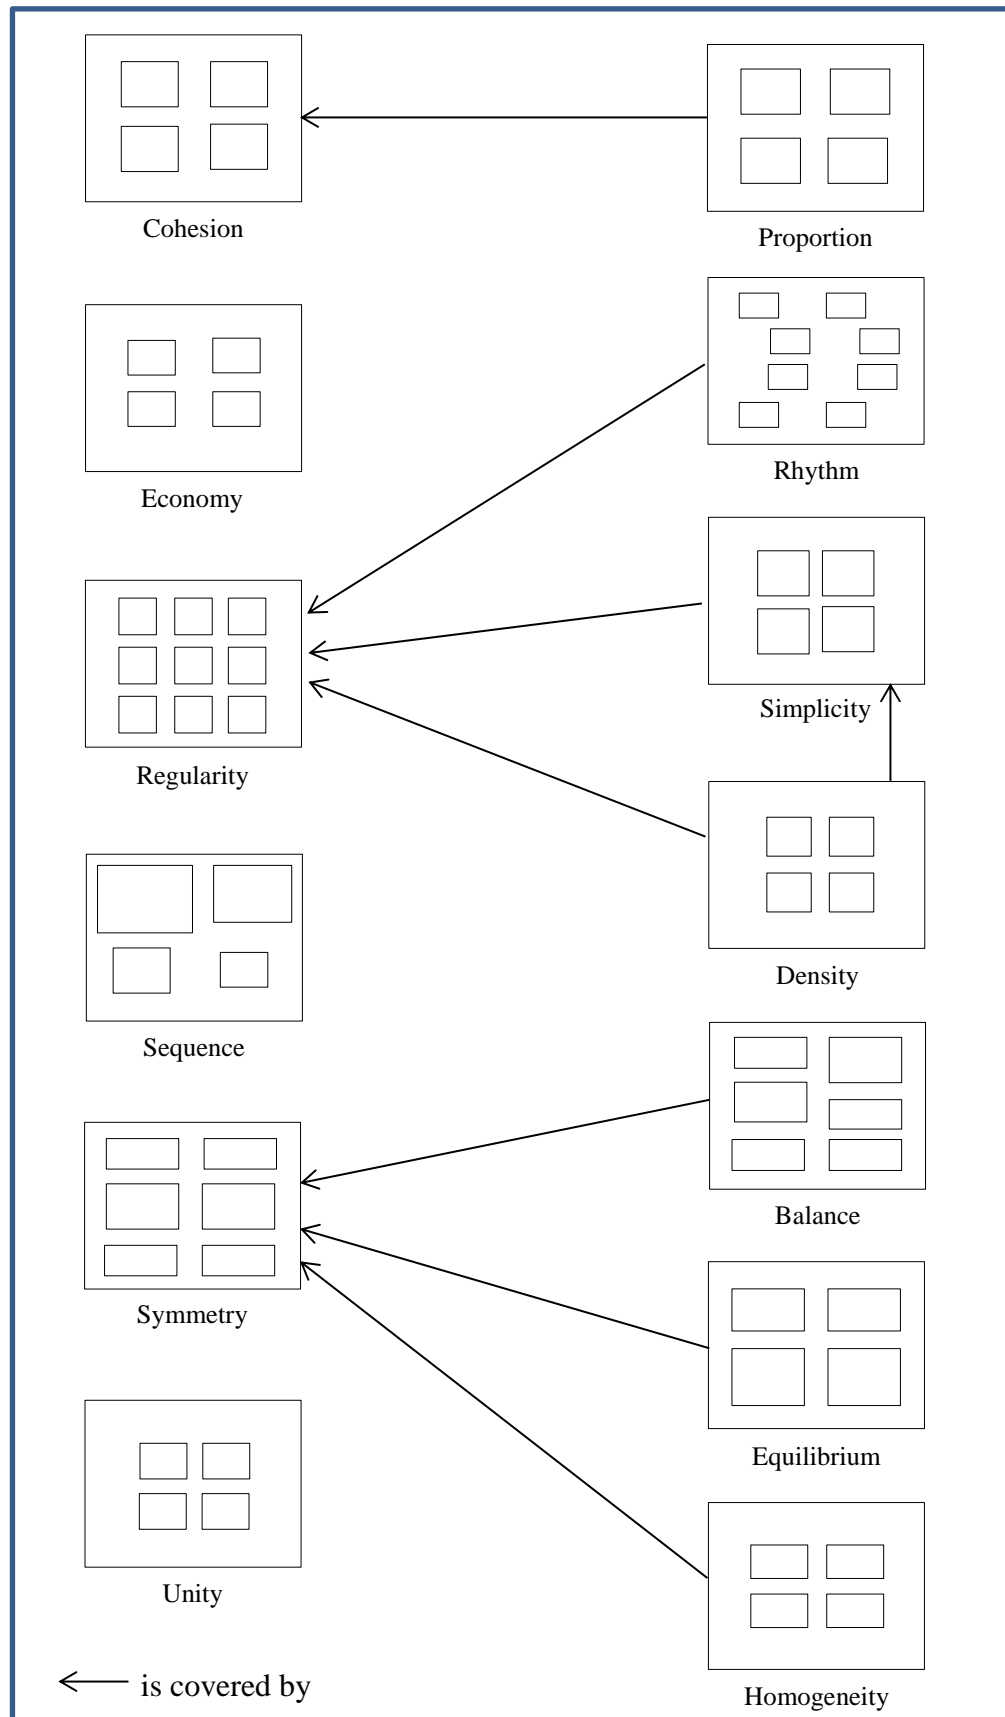 Cohesion
Proportion
Economy
Rhythm
Regularity
Simplicity
Sequence
Density
Symmetry
Balance
Unity
Equilibrium
is covered by
Homogeneity